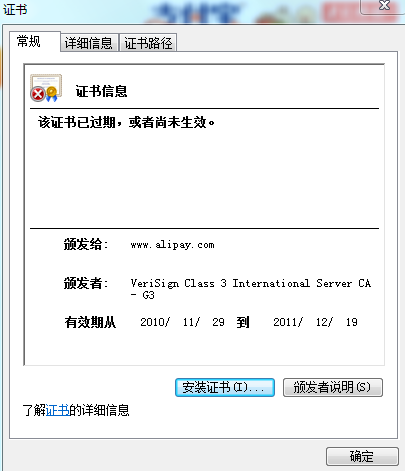 证书
支付宝
常规 详细信息 证书路径
证书信息
该证书已过期，或者尚未生效。
颁发给： www.alipay.com
颁发者： VeriSign Class 3 International Server CA
- G3
有效期从 2010/ 11/ 29 到 2011/ 12/ 19
安装证书(I)... 颁发者说明(S)
了解证书的详细信息
确定